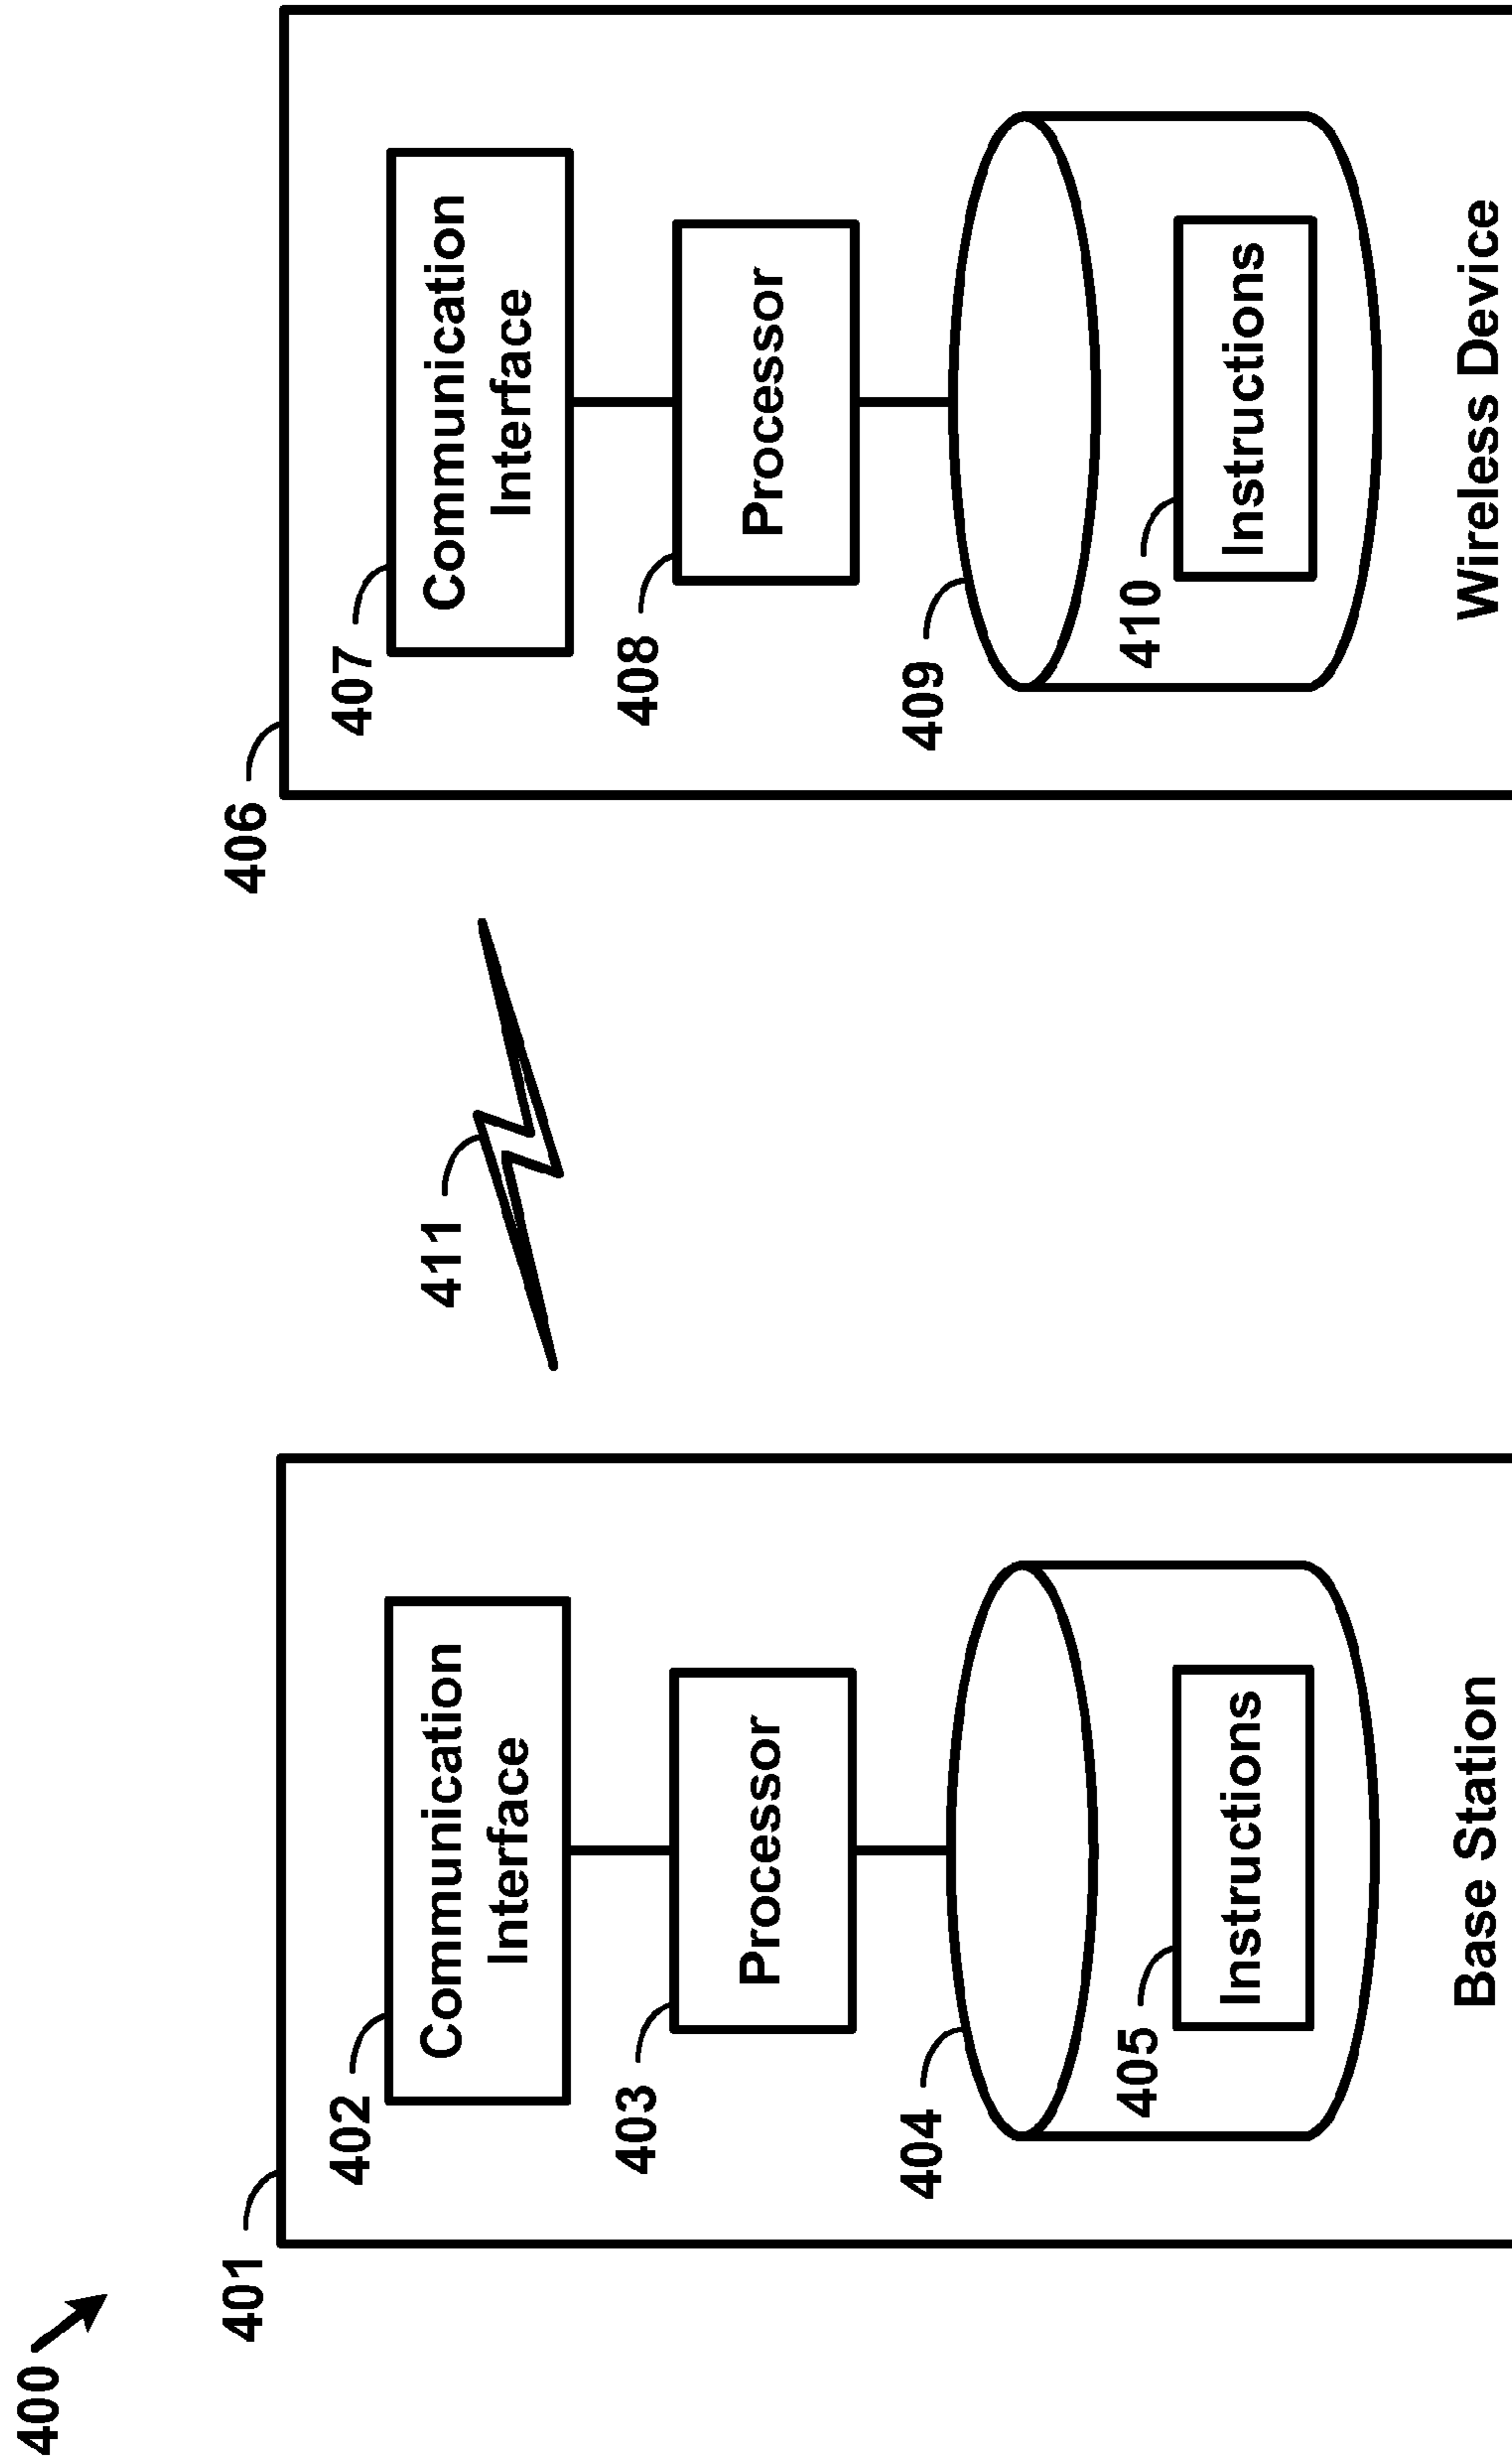 400
401
402
Communication
Interface
403
Processor
404
405
Instructions
Base Station
411
406
407
Communication
Interface
408
Processor
409
410
Instructions
Wireless Device